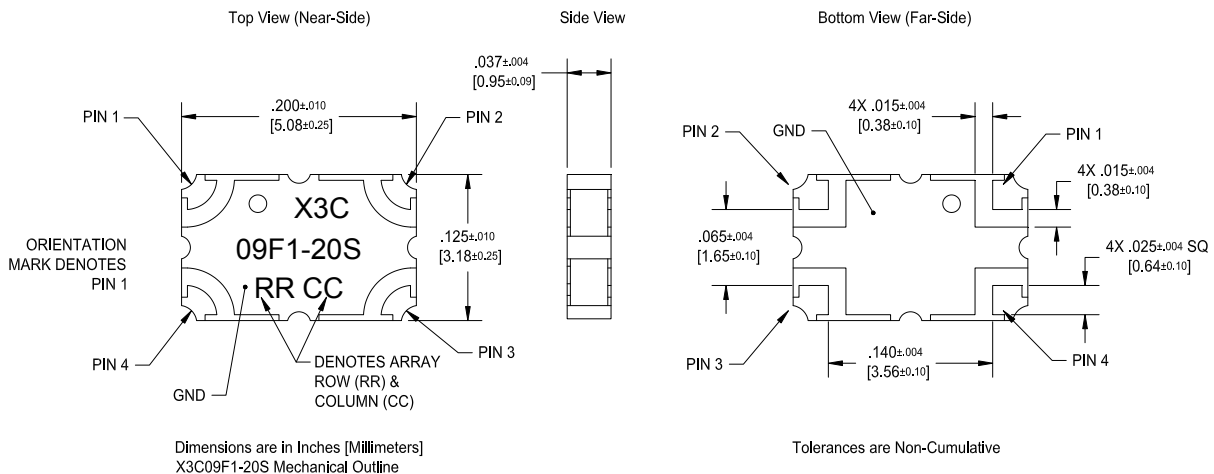 Top View (Near-Side)
Side View
Bottom View (Far-Side)
.037±.004
[0.95±0.09]
.200±.010
[5.08±0.25]
PIN 1
PIN 2
4X .015±.004
[0.38±0.10]
PIN 2
GND
PIN 1
4X .015±.004
[0.38±0.10]
X3C
09F1-20S
RR CC
.125±.010
[3.18±0.25]
ORIENTATION
MARK DENOTES
PIN 1
.065±.004
[1.65±0.10]
4X .025±.004 SQ
[0.64±0.10]
PIN 4
PIN 3
GND
DENOTES ARRAY
ROW (RR) &
COLUMN (CC)
PIN 3
.140±.004
[3.56±0.10]
PIN 4
Dimensions are in Inches [Millimeters]
X3C09F1-20S Mechanical Outline
Tolerances are Non-Cumulative